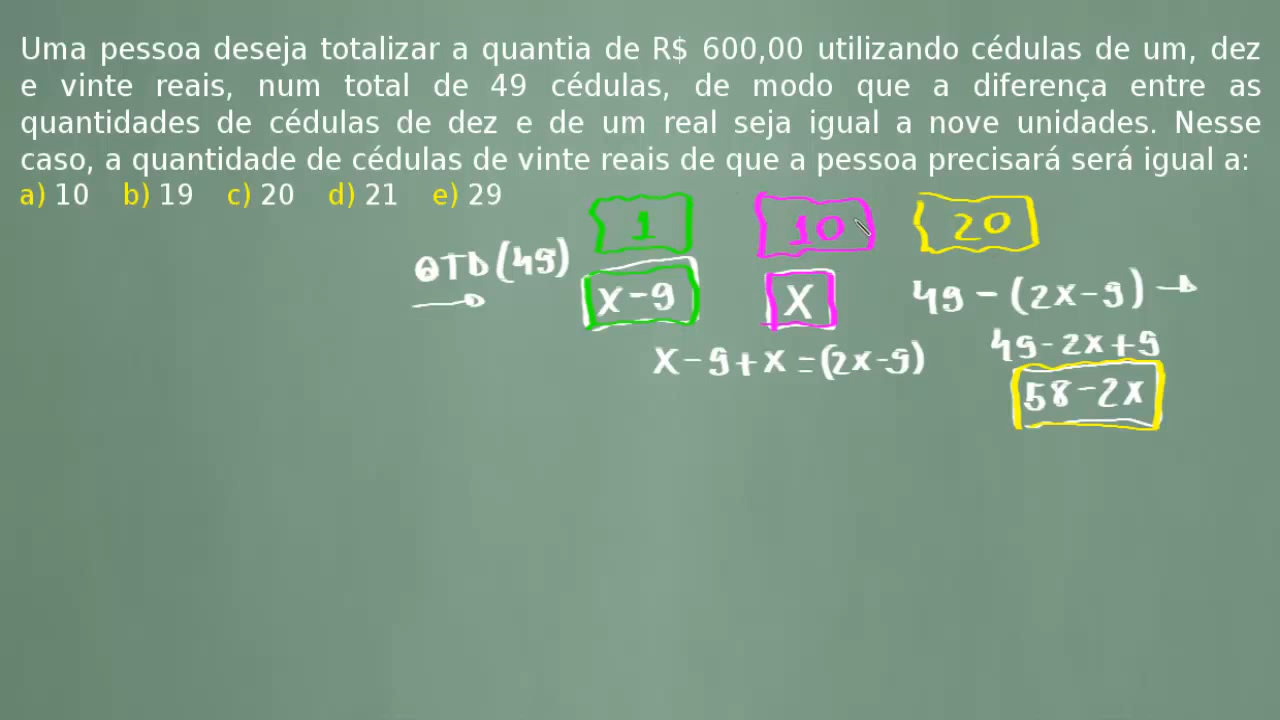 Uma pessoa deseja totalizar a quantia de R$ 600,00 utilizando cédulas de um, dez
e vinte reais, num total de 49 cédulas, de modo que a diferença entre as
quantidades de cédulas de dez e de um real seja igual a nove unidades. Nesse
caso, a quantidade de cédulas de vinte reais de que a pessoa precisará será igual a:
a) 10 b) 19 c) 20 d) 21 e) 29
1 10 20
QTD (49)
x-9 x 49-(2x-9)
x-9+x=(2x-9) 49-2x+9
58-2x